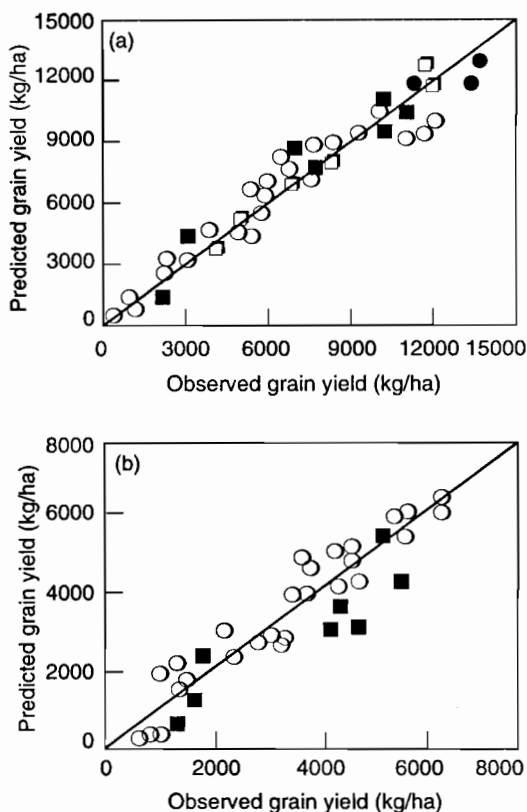 15000
(a)
12000
9000
6000
3000
0
Predicted grain yield (kg/ha)
0 3000 6000 9000 12000 15000
Observed grain yield (kg/ha)
8000
(b)
6000
4000
2000
0
Predicted grain yield (kg/ha)
0 2000 4000 6000 8000
Observed grain yield (kg/ha)